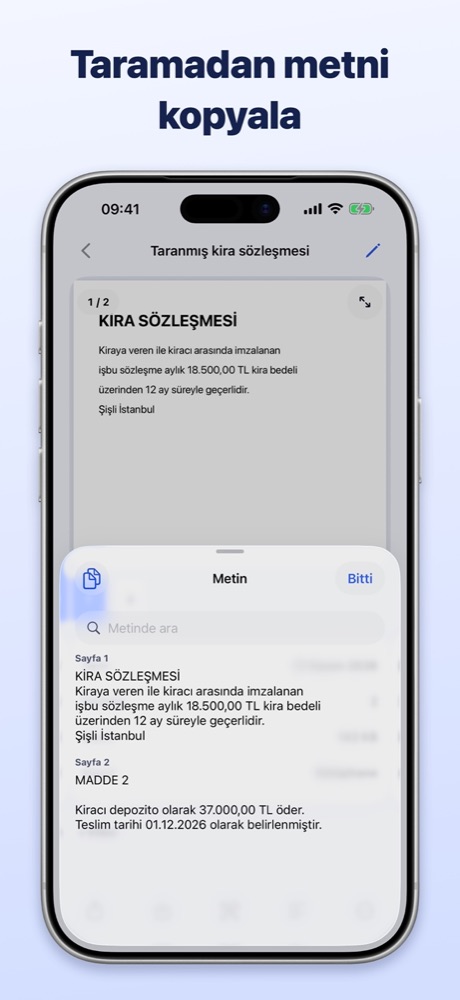 Taramadan metni
kopyala
09:41
Taranmış kira sözleşmesi
1 / 2
KIRA SÖZLEŞMESİ
Kiraya veren ile kiracı arasında imzalanan
işbu sözleşme aylık 18.500,00 TL kira bedeli
üzerinden 12 ay süreyle geçerlidir.
Şişli İstanbul
Metin
Bitti
Metinde ara
Sayfa 1
KİRA SÖZLEŞMESİ
Kiraya veren ile kiracı arasında imzalanan
işbu sözleşme aylık 18.500,00 TL kira bedeli
üzerinden 12 ay süreyle geçerlidir.
Şişli İstanbul
Sayfa 2
MADDE 2
Kiracı depozito olarak 37.000,00 TL öder.
Teslim tarihi 01.12.2026 olarak belirlenmiştir.